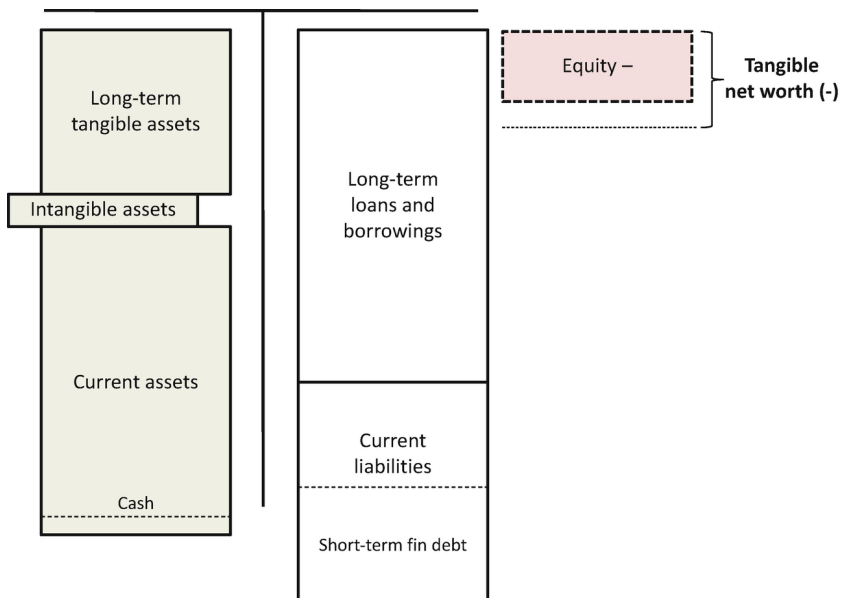 Long-term
tangible assets
Intangible assets
Current assets
Cash
Long-term
loans and
borrowings
Current
liabilities
Short-term fin debt
Equity –
Tangible
net worth (-)